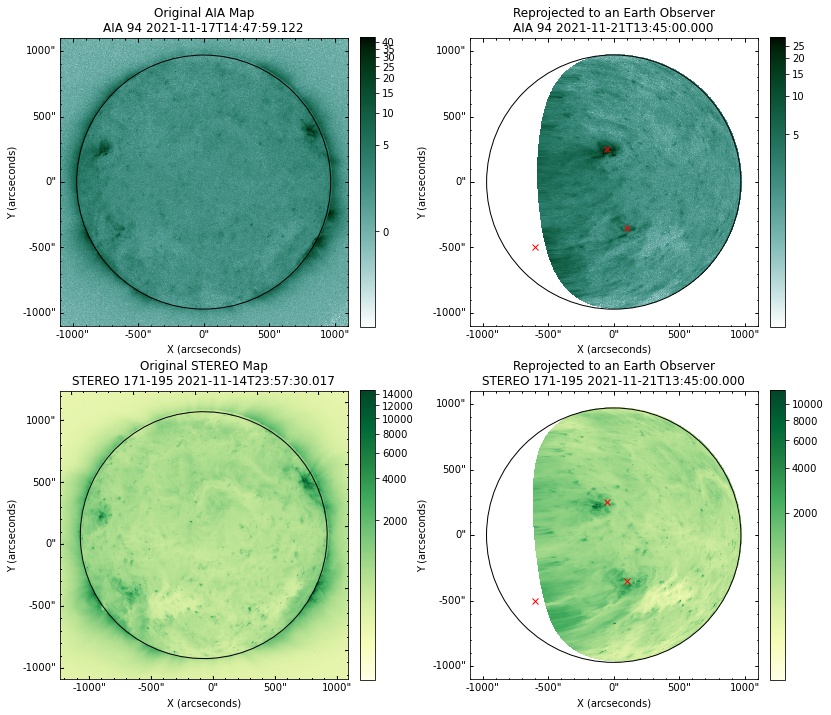 Original AIA Map
AIA 94 2021-11-17T14:47:59.122
Reprojected to an Earth Observer
AIA 94 2021-11-21T13:45:00.000
1000"
500"
0"
-500"
-1000"
Y (arcseconds)
-1000" -500" 0" 500" 1000"
X (arcseconds)
40
35
30
25
20
15
10
5
0
1000"
500"
0"
-500"
-1000"
Y (arcseconds)
-1000" -500" 0" 500" 1000"
X (arcseconds)
25
20
15
10
5
Original STEREO Map
STEREO 171-195 2021-11-14T23:57:30.017
Reprojected to an Earth Observer
STEREO 171-195 2021-11-21T13:45:00.000
1000"
500"
0"
-500"
-1000"
Y (arcseconds)
-1000" -500" 0" 500" 1000"
X (arcseconds)
14000
12000
10000
8000
6000
4000
2000
1000"
500"
0"
-500"
-1000"
Y (arcseconds)
-1000" -500" 0" 500" 1000"
X (arcseconds)
10000
8000
6000
4000
2000